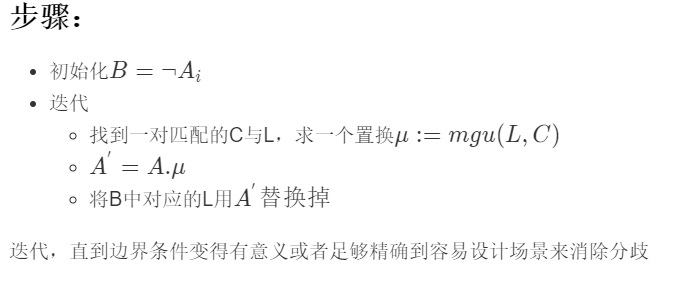 步骤：
初始化B = ¬A_i
迭代
找到一对匹配的C与L，求一个置换μ := mgu(L, C)
A′ = A.μ
将B中对应的L用A′替换掉
迭代，直到边界条件变得有意义或者足够精确到容易设计场景来消除分歧